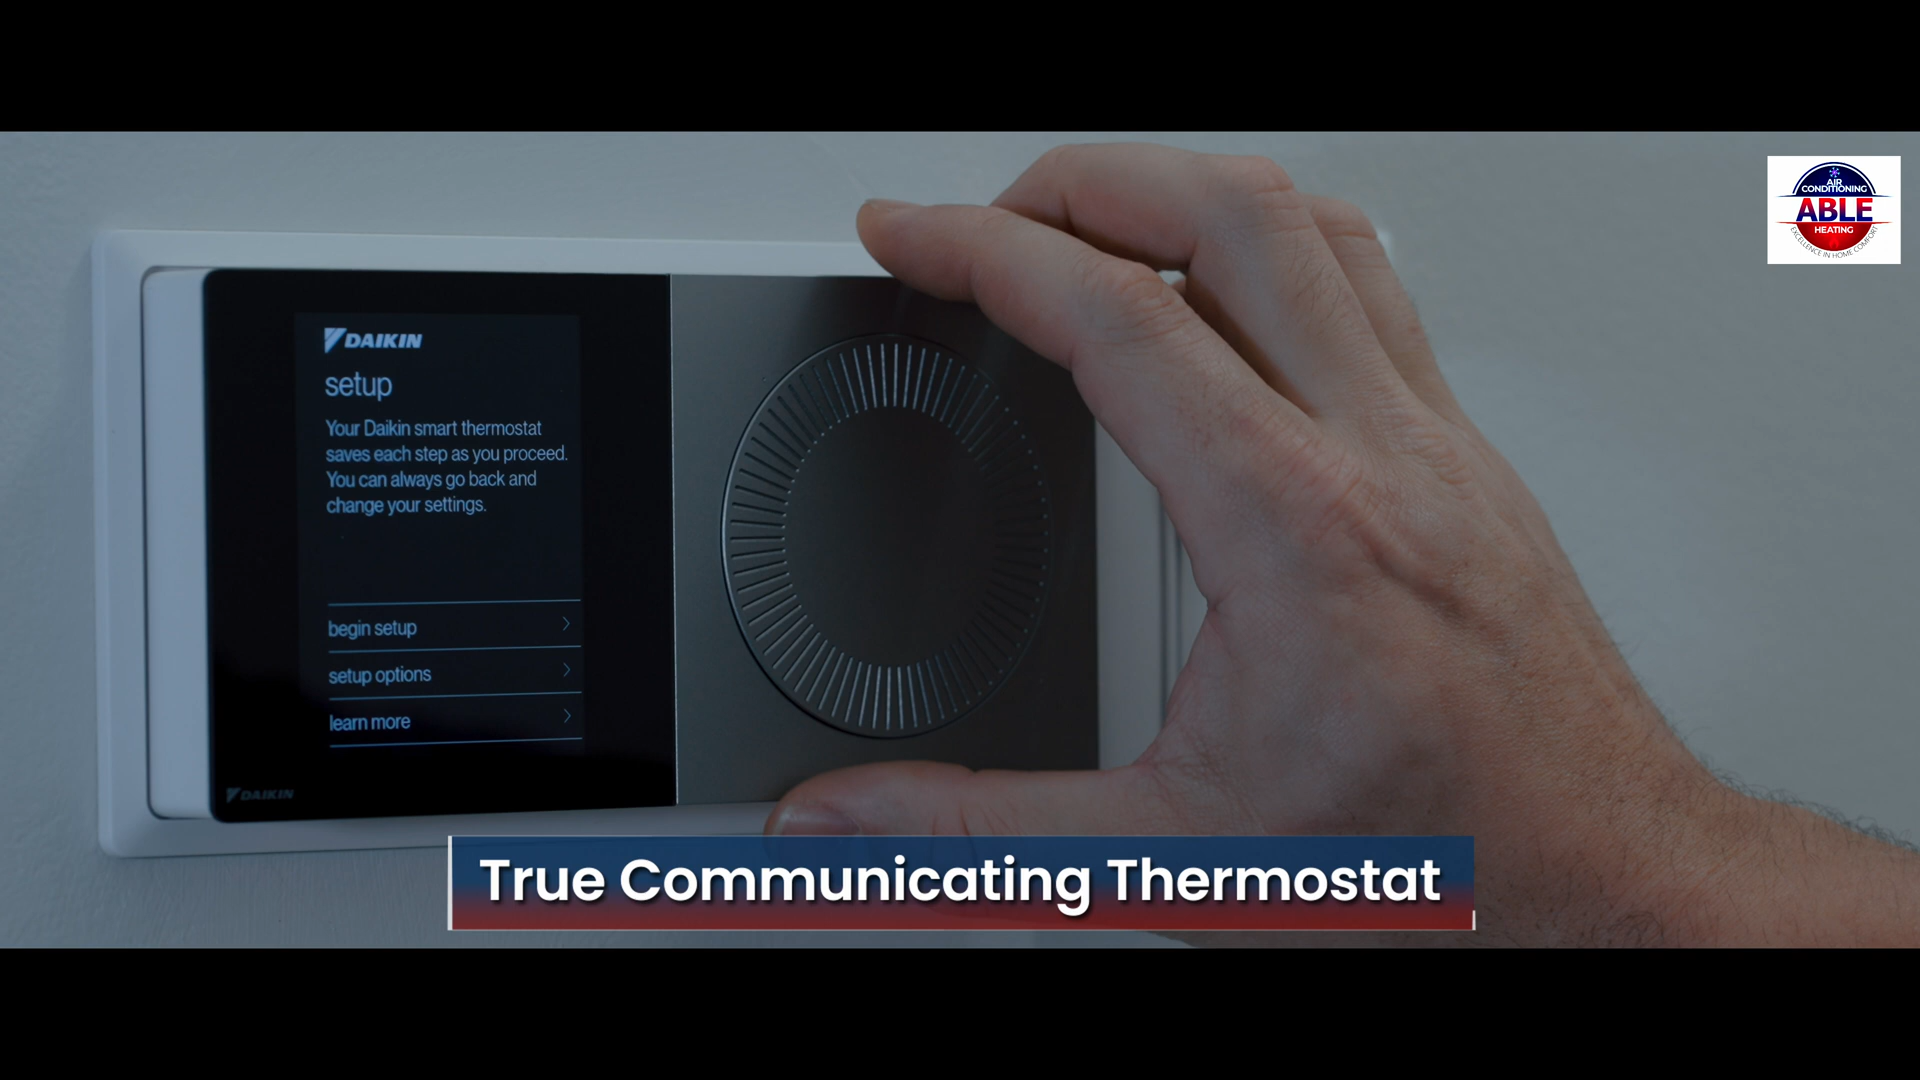 AIR
CONDITIONING
ABLE
HEATING
EXCELLENCE IN HOME COMFORT
DAIKIN
setup
Your Daikin smart thermostat
saves each step as you proceed.
You can always go back and
change your settings.
begin setup
setup options
learn more
DAIKIN
True Communicating Thermostat